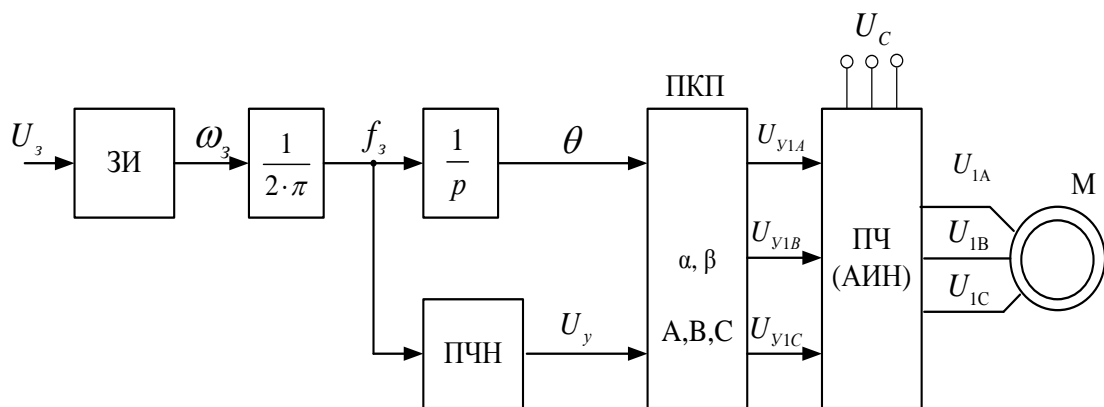 U_C
ПКП
U_з
ЗИ
ω_з
1
2·π
f_з
1
p
θ
U_У1A
U_1A
М
α, β
U_У1B
ПЧ
(АИН)
U_1B
U_1C
ПЧН
U_у
A,B,C
U_У1C